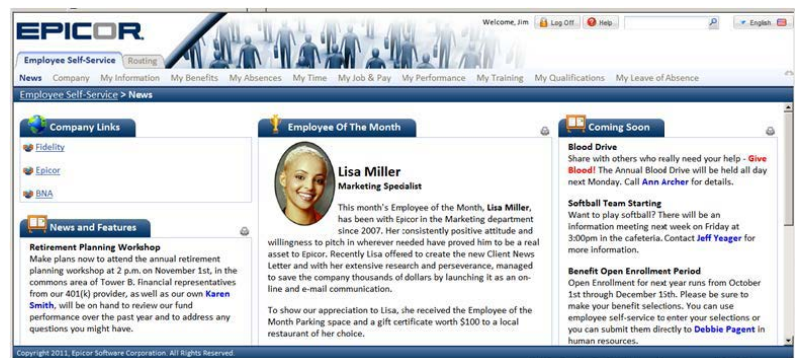 EPICOR
Welcome, Jim
Log Off
Help
English
Employee Self-Service
Rosting
News Company My Information My Benefits My Absences My Time My Job & Pay My Performance My Training My Qualifications My Leave of Absence
Employee Self-Service > News
Company Links
Fidelity
Epicor
BNA
News and Features
Retirement Planning Workshop
Make plans now to attend the annual retirement
planning workshop at 2 p.m. on November 1st, in the
commons area of Tower B. Financial representatives
from our 401(k) provider, as well as our own Karen
Smith, will be on hand to review our fund
performance over the past year and to address any
questions you might have.
Employee Of The Month
Lisa Miller
Marketing Specialist
This month's Employee of the Month, Lisa Miller,
has been with Epicor in the Marketing department
since 2007. Her consistently positive attitude and
willingness to pitch in wherever needed have proved him to be a real
asset to Epicor. Recently Lisa offered to create the new Client News
Letter and with her extensive research and perseverance, managed
to save the company thousands of dollars by launching it as an on-
line and e-mail communication.
To show our appreciation to Lisa, she received the Employee of the
Month Parking space and a gift certificate worth $100 to a local
restaurant of her choice.
Coming Soon
Blood Drive
Share with others who really need your help - Give
Blood! The Annual Blood Drive will be held all day
next Monday. Call Ann Archer for details.
Softball Team Starting
Want to play softball? There will be an
information meeting next week on Friday at
3:00pm in the cafeteria. Contact Jeff Yeager for
more information.
Benefit Open Enrollment Period
Open Enrollment for next year runs from October
1st through December 15th. Please be sure to
make your benefit selections. You can use
employee self-service to enter your selections or
you can submit them directly to Debbie Pagent in
human resources.
Copyright 2011, Epicor Software Corporation. All Rights Reserved.